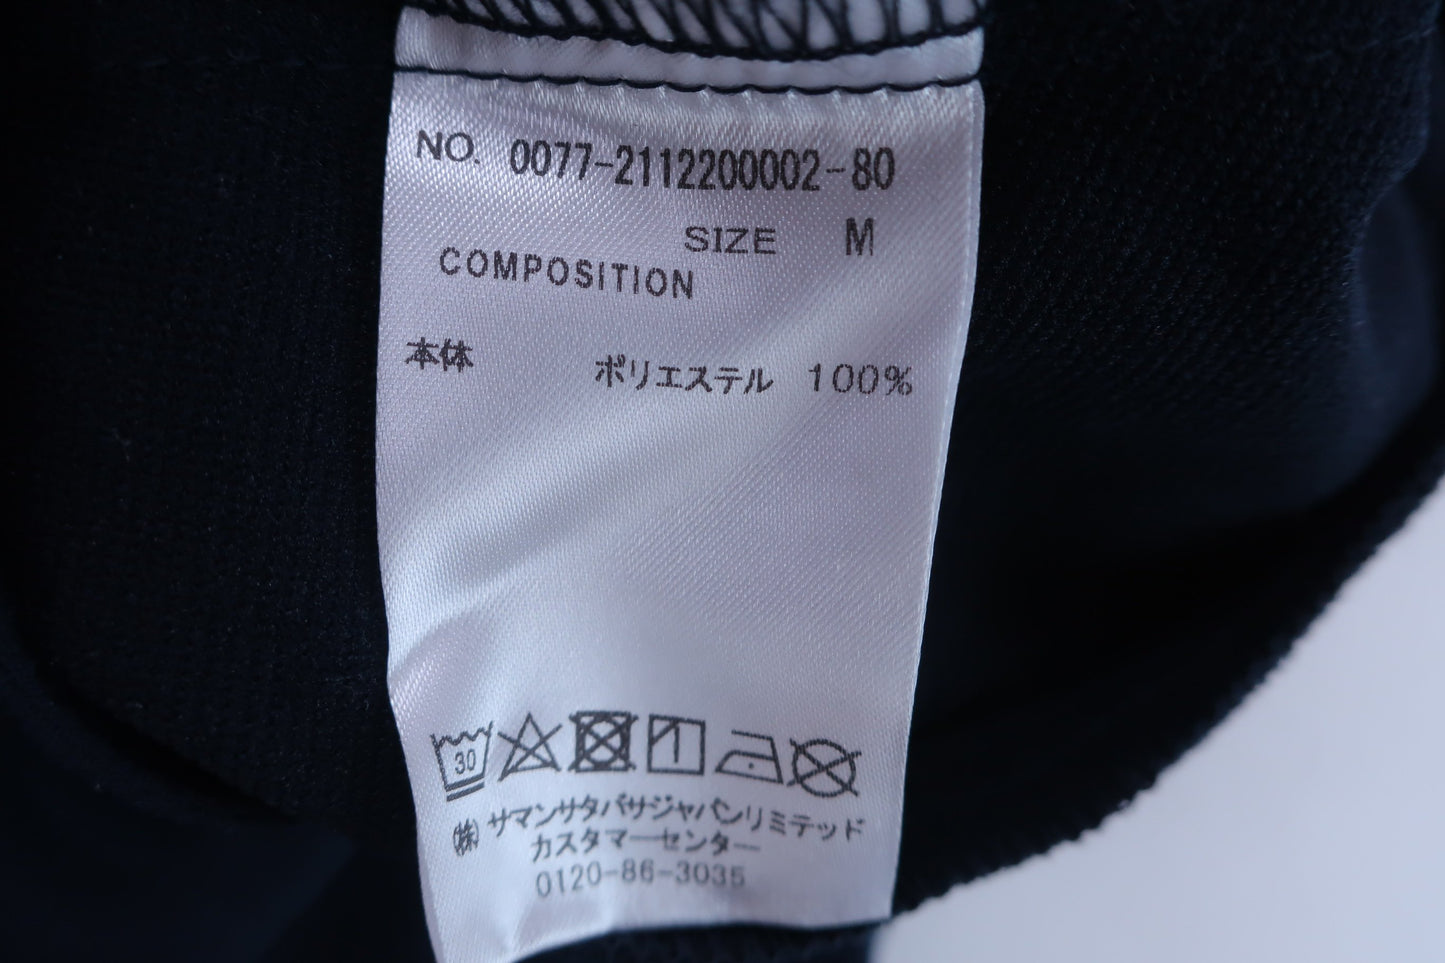 NO. 0077-2112200002-80
SIZE M
COMPOSITION
本体 ポリエステル 100%
30
(株) サマンサタバサジャパンリミテッド
カスタマーセンター
0120-86-3035